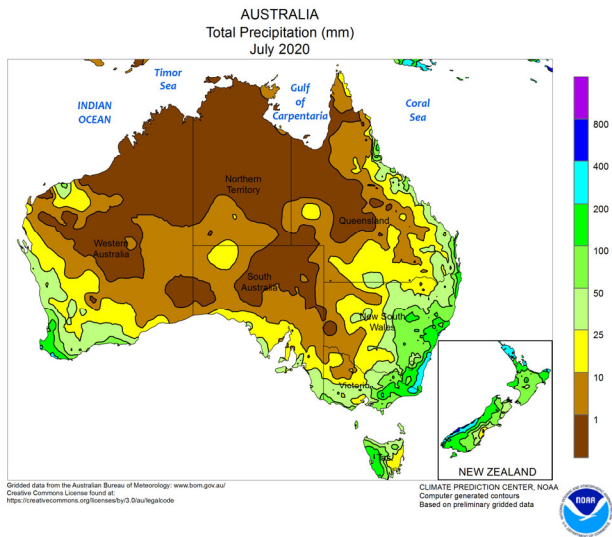 AUSTRALIA
Total Precipitation (mm)
July 2020
Timor
Sea
INDIAN
OCEAN
Gulf
of
Carpentaria
Coral
Sea
Northern
Territory
Queensland
Western
Australia
South
Australia
New South
Wales
Victoria
Tas
800
400
200
100
50
25
10
1
NEW ZEALAND
Gridded data from the Australian Bureau of Meteorology: www.bom.gov.au/
Creative Commons License found at:
https://creativecommons.org/licenses/by/3.0/au/legalcode
CLIMATE PREDICTION CENTER, NOAA
Computer generated contours
Based on preliminary gridded data
NOAA